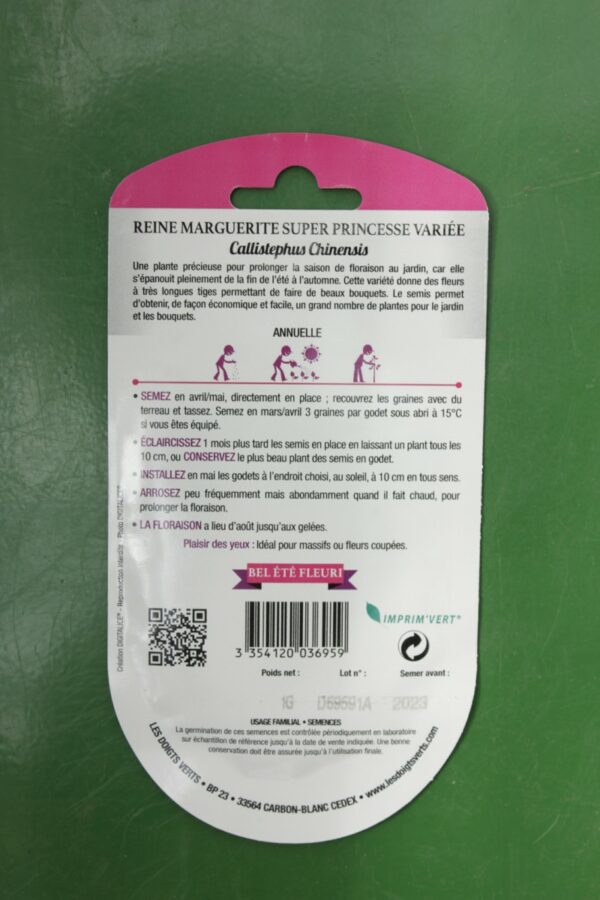 REINE MARGUERITE SUPER PRINCESSE VARIÉE
Callistephus Chinensis
Une plante précieuse pour prolonger la saison de floraison au jardin, car elle
s'épanouit pleinement de la fin de l'été à l'automne. Cette variété donne des fleurs
à très longues tiges permettant de faire de beaux bouquets. Le semis permet
d'obtenir, de façon économique et facile, un grand nombre de plantes pour le jardin
et les bouquets.
ANNUELLE
• SEMEZ en avril/mai, directement en place ; recouvrez les graines avec du
terreau et tassez. Semez en mars/avril 3 graines par godet sous abri à 15°C
si vous êtes équipé.
• ÉCLAIRCISSEZ 1 mois plus tard les semis en place en laissant un plant tous les
10 cm, ou CONSERVEZ le plus beau plant des semis en godet.
• INSTALLEZ en mai les godets à l'endroit choisi, au soleil, à 10 cm en tous sens.
• ARROSEZ peu fréquemment mais abondamment quand il fait chaud, pour
prolonger la floraison.
• LA FLORAISON a lieu d'août jusqu'aux gelées.
Plaisir des yeux : Idéal pour massifs ou fleurs coupées.
BEL ÉTÉ FLEURI
Création DIGITALICE® - Reproduction interdite - Photo DIGITALICE®
IMPRIM'VERT®
3 354120 036959
Poids net : Lot n° : Semer avant :
1G D69691A 2023
USAGE FAMILIAL • SEMENCES
La germination de ces semences est contrôlée périodiquement en laboratoire
sur échantillon de référence jusqu'à la date de vente indiquée. Une bonne
conservation doit être assurée jusqu'à l'utilisation finale.
LES DOIGTS VERTS • BP 23 • 33564 CARBON-BLANC CEDEX • www.lesdoigtsverts.com